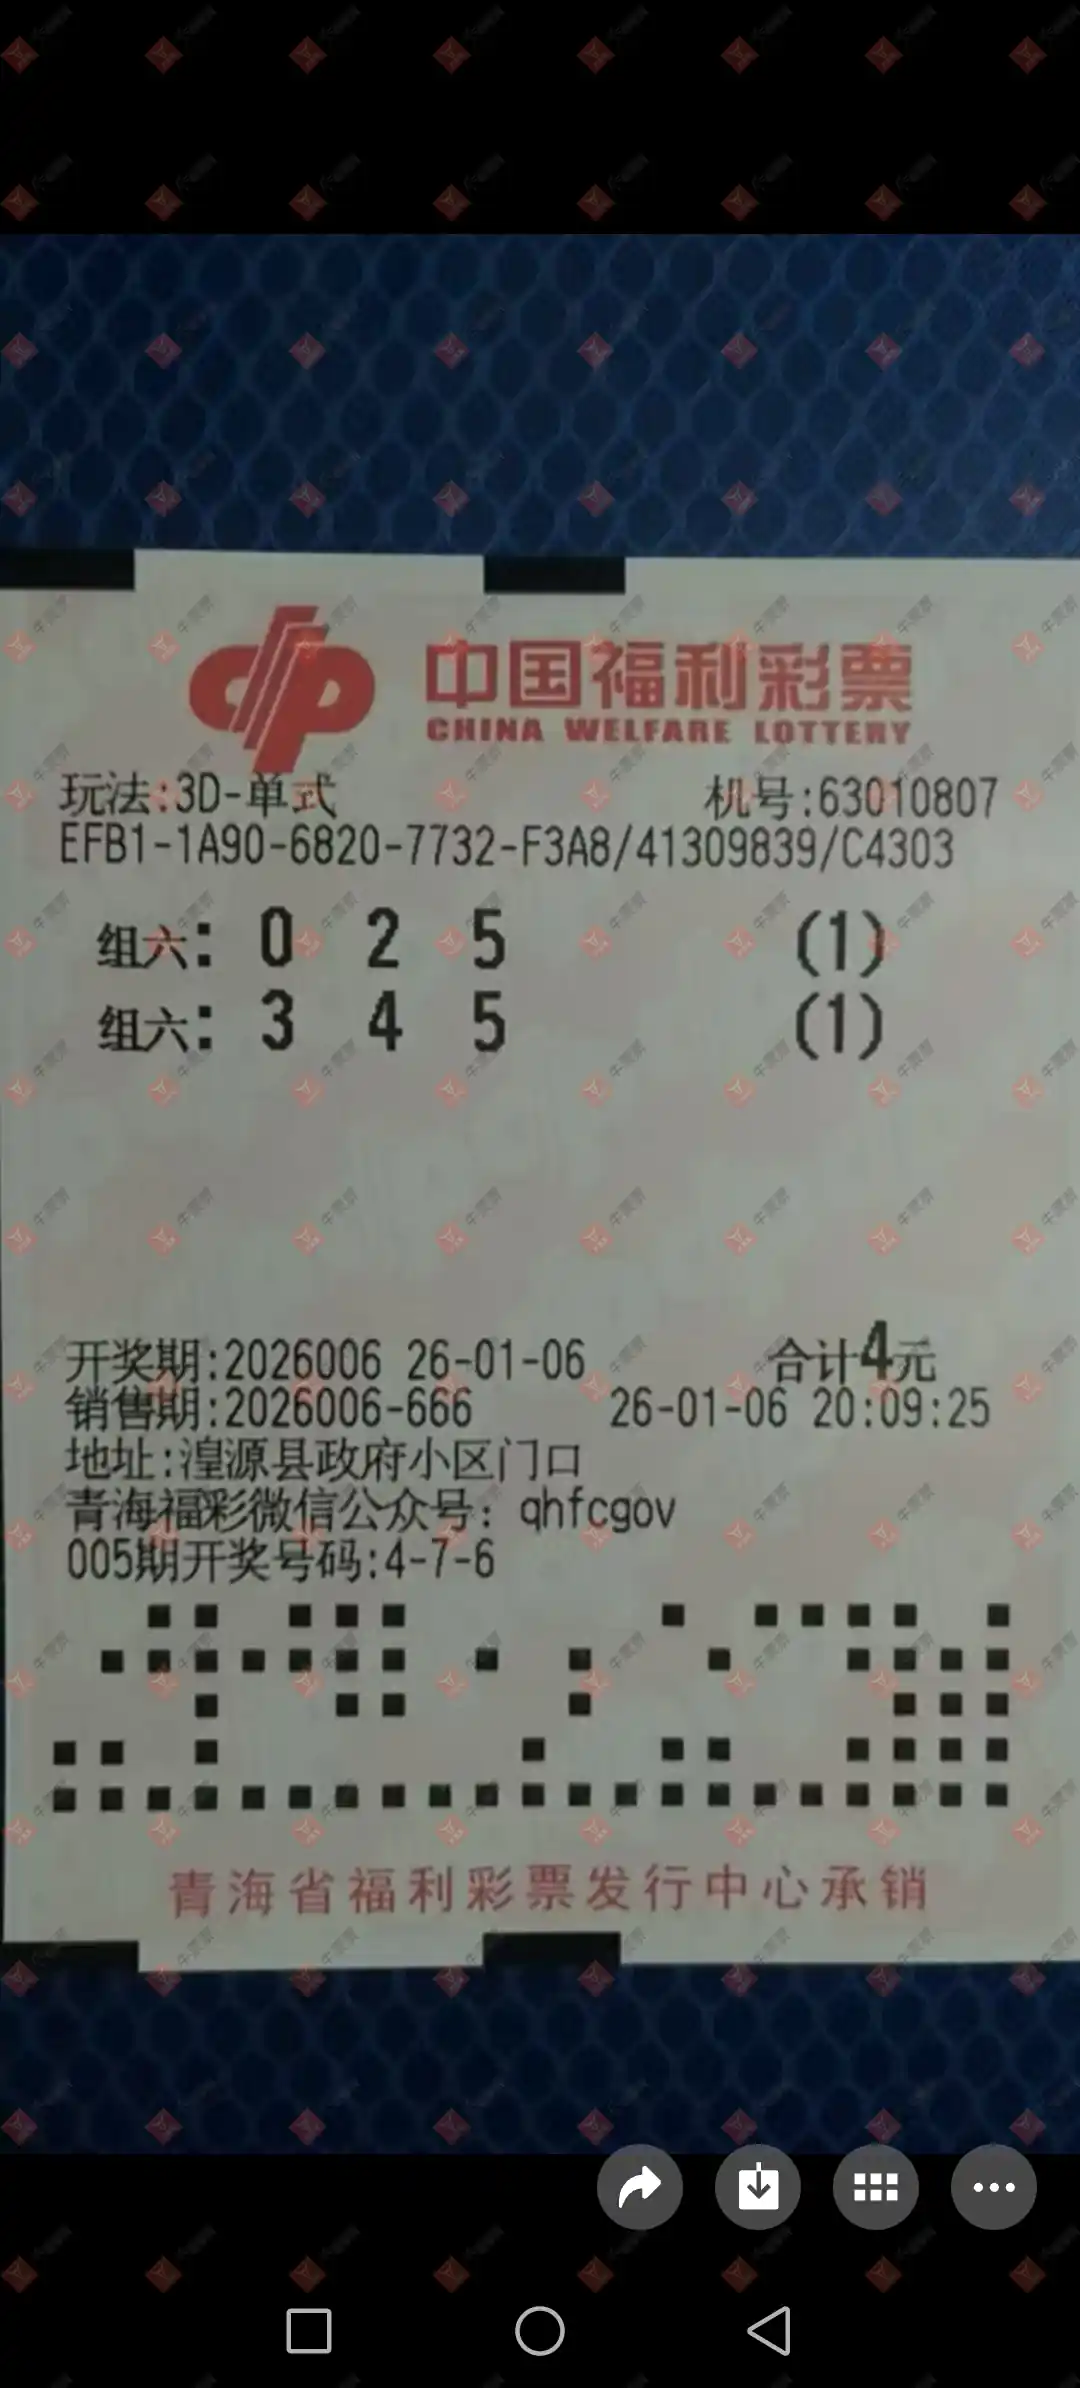 中国福利彩票
CHINA WELFARE LOTTERY
玩法:3D-单式 机号:63010807
EFB1-1A90-6820-7732-F3A8/41309839/C4303
组六: 0 2 5 (1)
组六: 3 4 5 (1)
开奖期:2026006 26-01-06 合计4元
销售期:2026006-666 26-01-06 20:09:25
地址:湟源县政府小区门口
青海福彩微信公众号: qhfcgov
005期开奖号码:4-7-6
青海省福利彩票发行中心承销